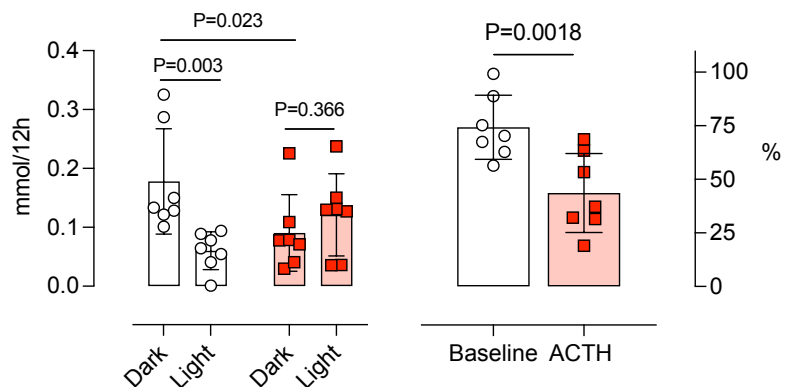 P=0.023
P=0.003
P=0.366
mmol/12h
0.4
0.3
0.2
0.1
0.0
Dark
Light
Dark
Light
P=0.0018
100
75
50
25
0
%
Baseline ACTH